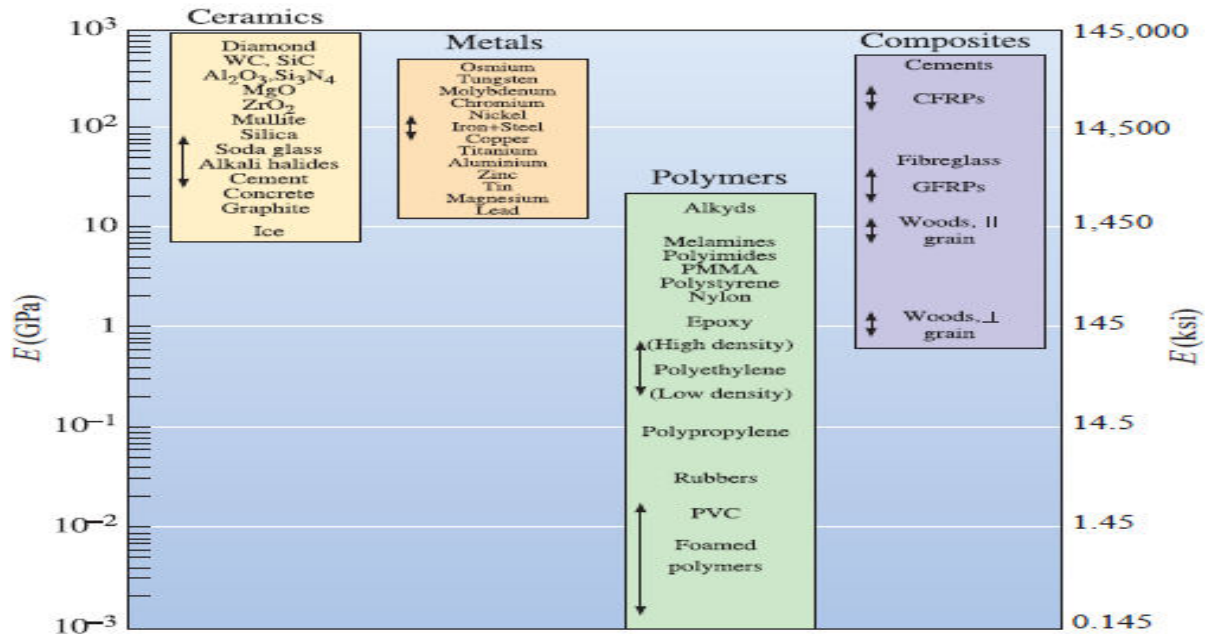 Ceramics
Diamond
WC, SiC
Al₂O₃,Si₃N₄
MgO
ZrO₂
Mullite
Silica
Soda glass
Alkali halides
Cement
Concrete
Graphite
Ice
Metals
Osmium
Tungsten
Molybdenum
Chromium
Nickel
Iron+Steel
Copper
Titanium
Aluminium
Zinc
Tin
Magnesium
Lead
Polymers
Alkyds
Melamines
Polyimides
PMMA
Polystyrene
Nylon
Epoxy
(High density)
Polyethylene
(Low density)
Polypropylene
Rubbers
PVC
Foamed
polymers
Composites
Cements
CFRPs
Fibreglass
GFRPs
Woods, ||
grain
Woods,⊥
grain
E (GPa)
10³
10²
10
1
10⁻¹
10⁻²
10⁻³
E (ksi)
145,000
14,500
1,450
145
14.5
1.45
0.145